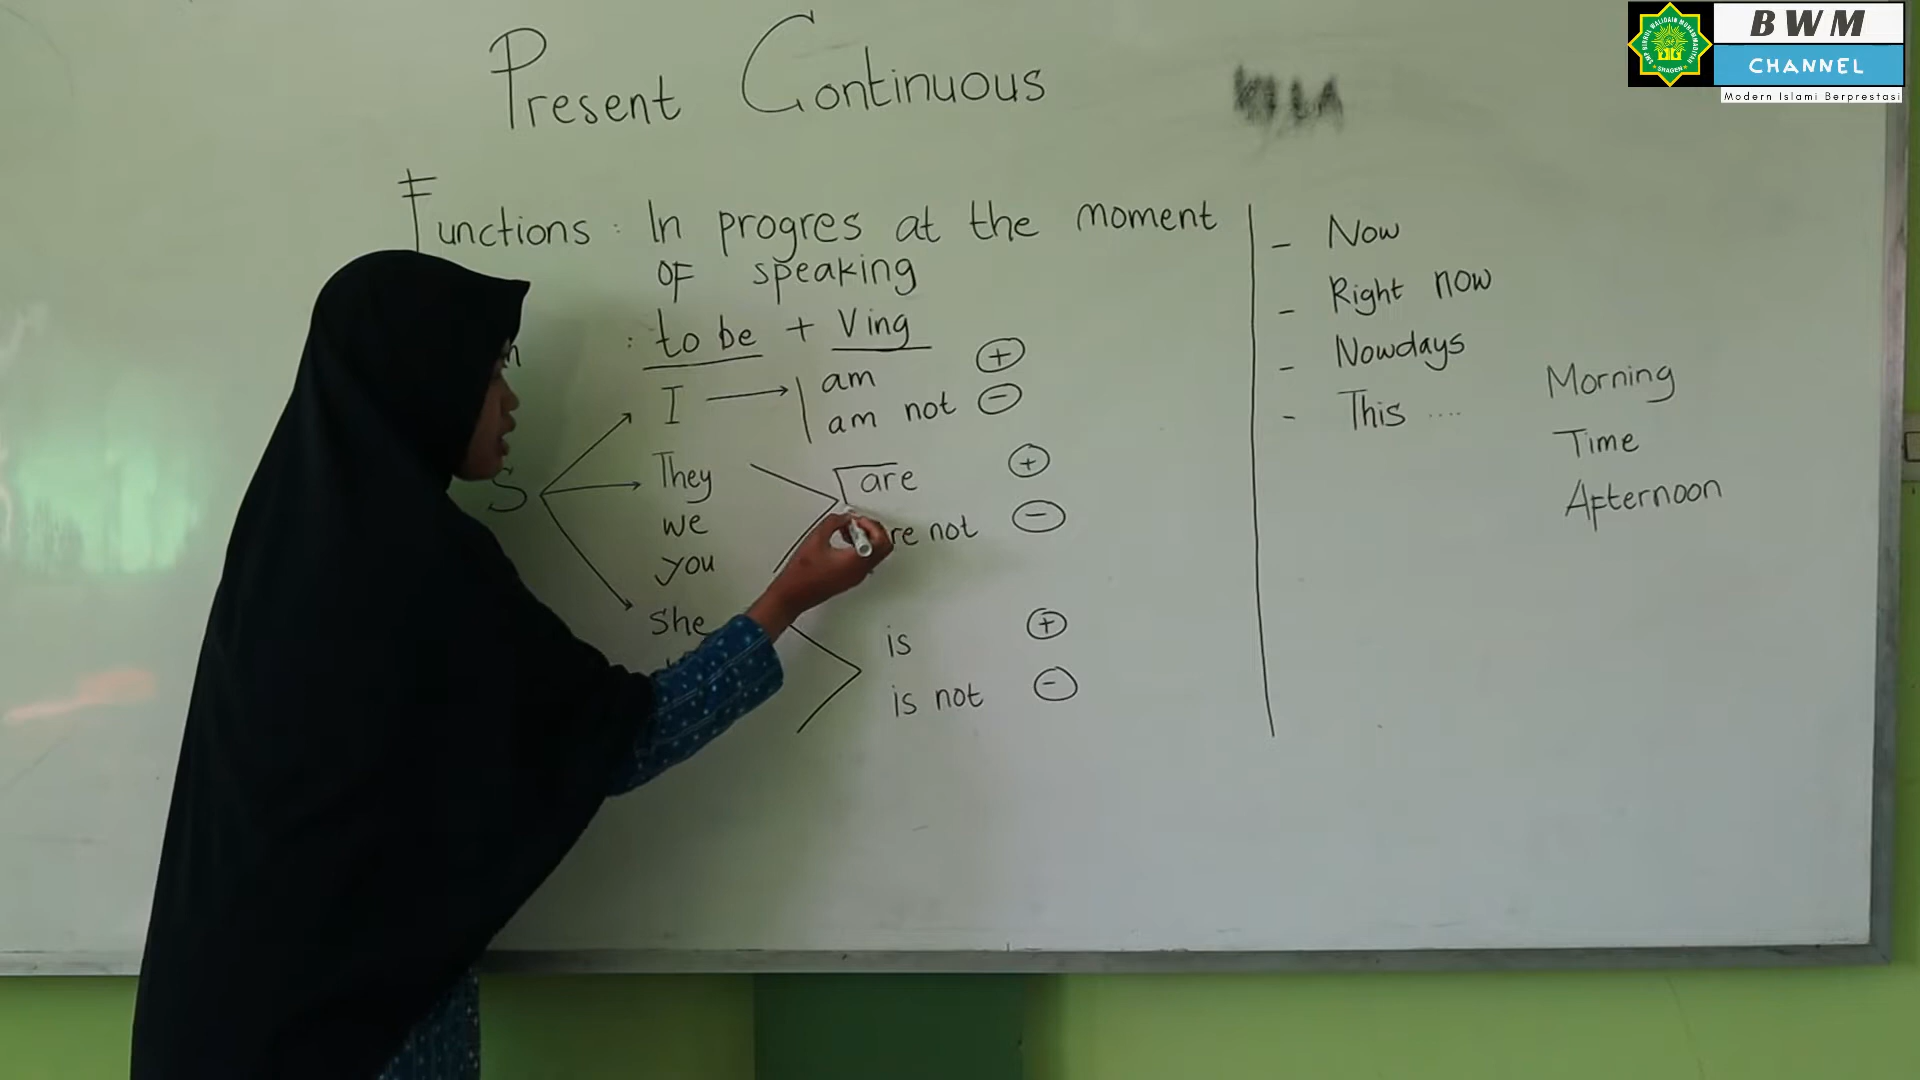 Present Continuous
Functions : In progres at the moment
of speaking
: to be + Ving
I am +
am not -
S They are +
we re not -
you
She is +
is not -
- Now
- Right now
- Nowdays
- This ....
Morning
Time
Afternoon
BWM
CHANNEL
Modern Islami Berprestasi